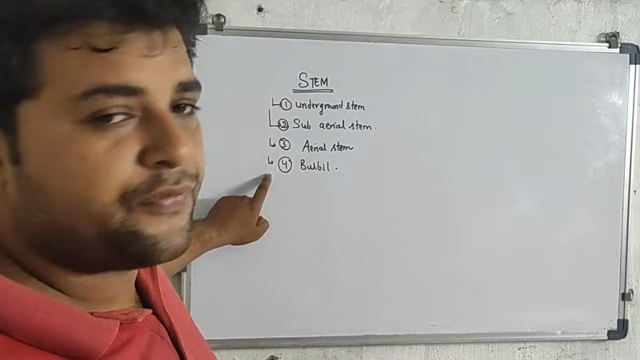 STEM
① underground stem
② Sub aerial stem.
③ Aerial stem
④ Bulbil.